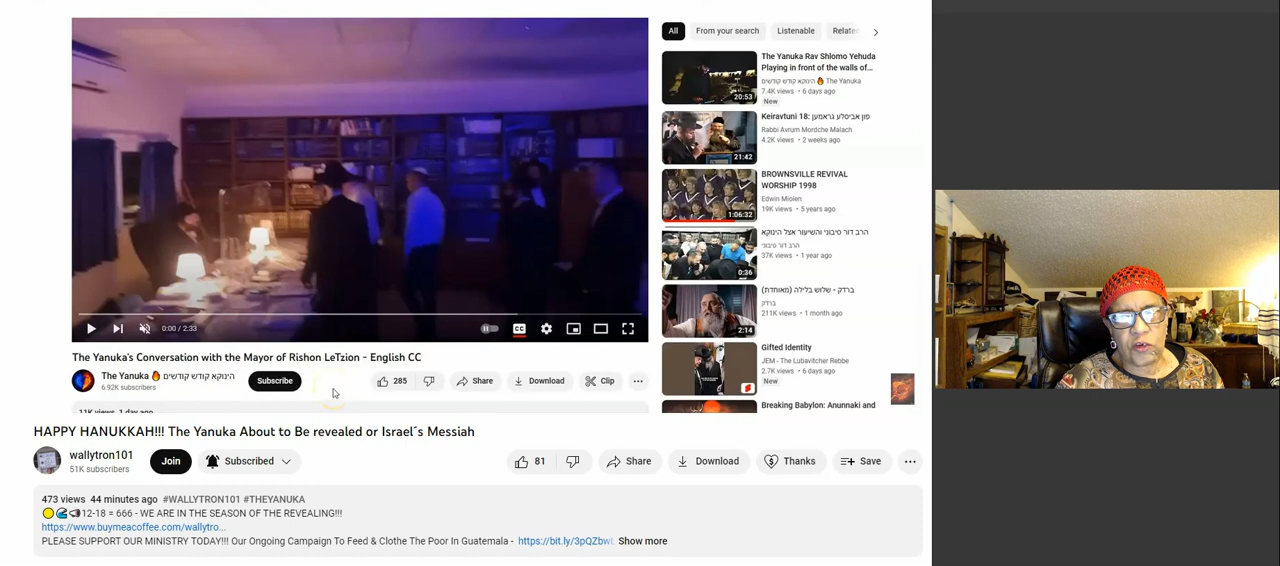 All
From your search
Listenable
Relate
The Yanuka Rav Shlomo Yehuda
Playing in front of the walls of...
הינוקא קודש קודשים 🔥 The Yanuka
7.4K views • 6 days ago
New
20:53
Keiravtuni 18: פון אביסלע גראמען
Rabbi Avrum Mordche Malach
4.2K views • 2 weeks ago
21:42
BROWNSVILLE REVIVAL
WORSHIP 1998
Edwin Miolen
19K views • 5 years ago
1:06:32
הרב דור סיבוני והשיעור אצל הינוקא
הרב דור סיבוני
37K views • 1 year ago
0:36
ברדק - שלוש בלילה (מאוחדת)
ברדק
211K views • 1 month ago
2:14
Gifted Identity
JEM - The Lubavitcher Rebbe
2.7K views • 6 days ago
New
Breaking Babylon: Anunnaki and
0:00 / 2:33
CC
The Yanuka's Conversation with the Mayor of Rishon LeTzion - English CC
The Yanuka 🔥 הינוקא קודש קודשים
6.92K subscribers
Subscribe
285
Share
Download
Clip
11K views 1 day ago
HAPPY HANUKKAH!!! The Yanuka About to Be revealed or Israel´s Messiah
wallytron101
51K subscribers
Join
Subscribed
81
Share
Download
Thanks
Save
473 views 44 minutes ago #WALLYTRON101 #THEYANUKA
🟡🌊📢12-18 = 666 - WE ARE IN THE SEASON OF THE REVEALING!!!
https://www.buymeacoffee.com/wallytro...
PLEASE SUPPORT OUR MINISTRY TODAY!!! Our Ongoing Campaign To Feed & Clothe The Poor In Guatemala - https://bit.ly/3pQZbw Show more